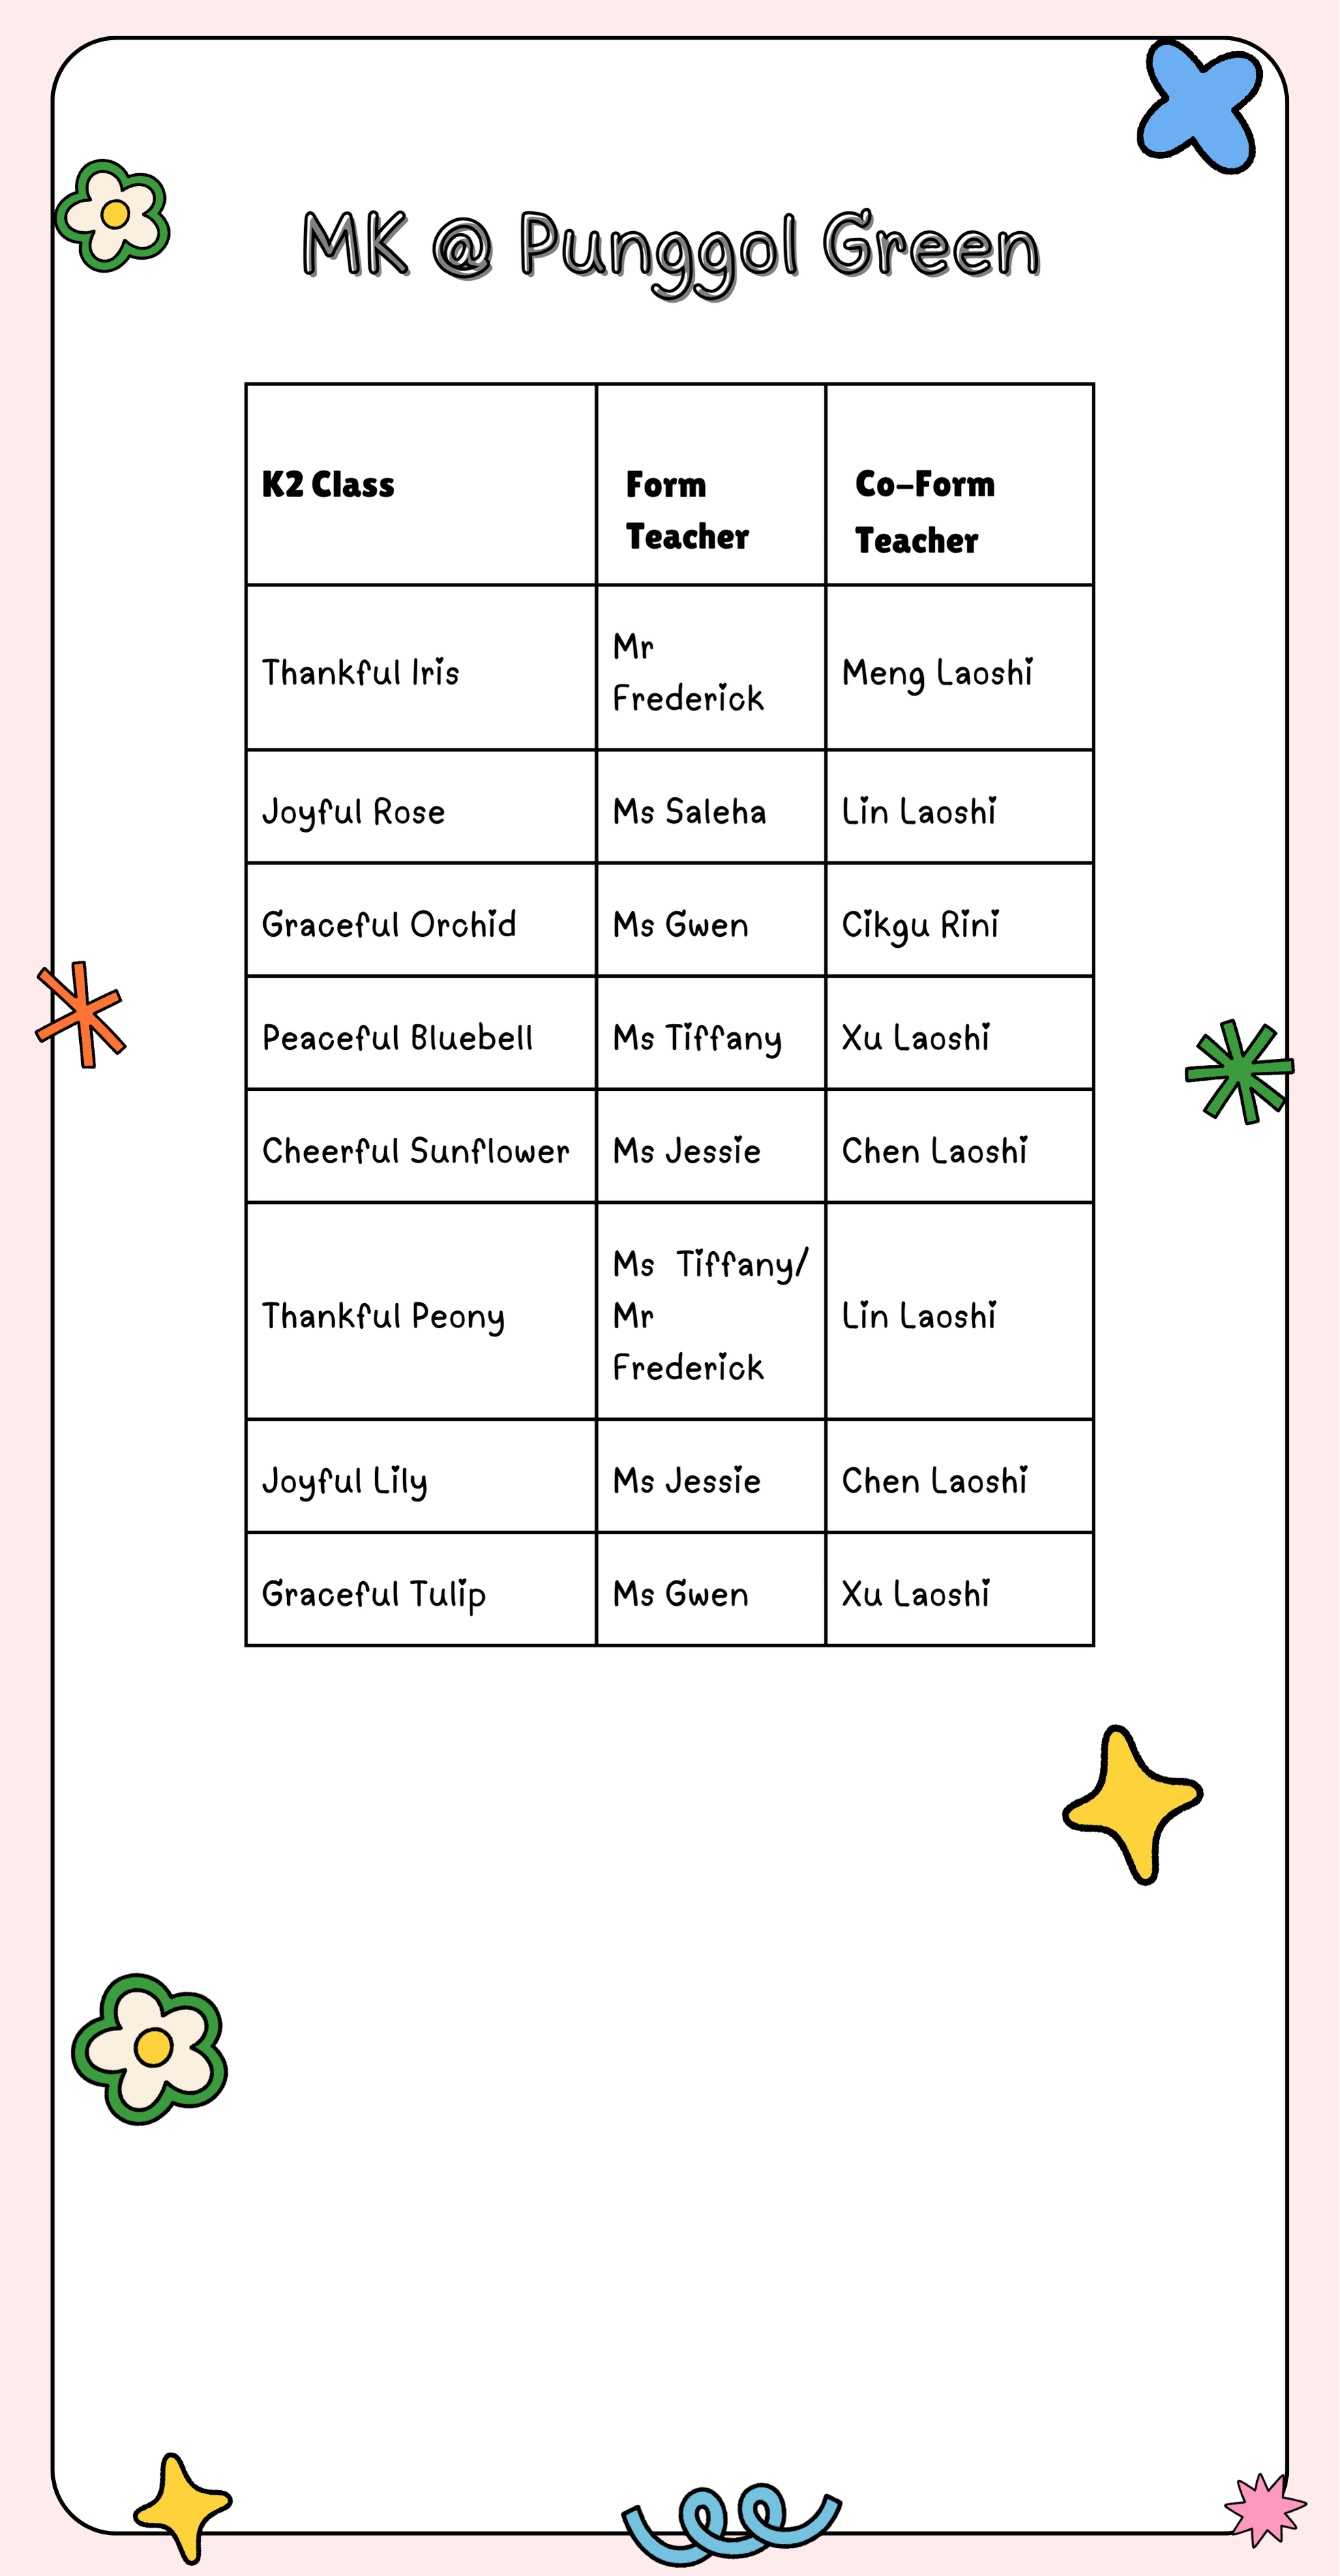 MK @ Punggol Green
K2 Class
Form
Teacher
Co-Form
Teacher
Thankful Iris
Mr
Frederick
Meng Laoshi
Joyful Rose
Ms Saleha
Lin Laoshi
Graceful Orchid
Ms Gwen
Cikgu Rini
Peaceful Bluebell
Ms Tiffany
Xu Laoshi
Cheerful Sunflower
Ms Jessie
Chen Laoshi
Thankful Peony
Ms Tiffany/
Mr
Frederick
Lin Laoshi
Joyful Lily
Ms Jessie
Chen Laoshi
Graceful Tulip
Ms Gwen
Xu Laoshi